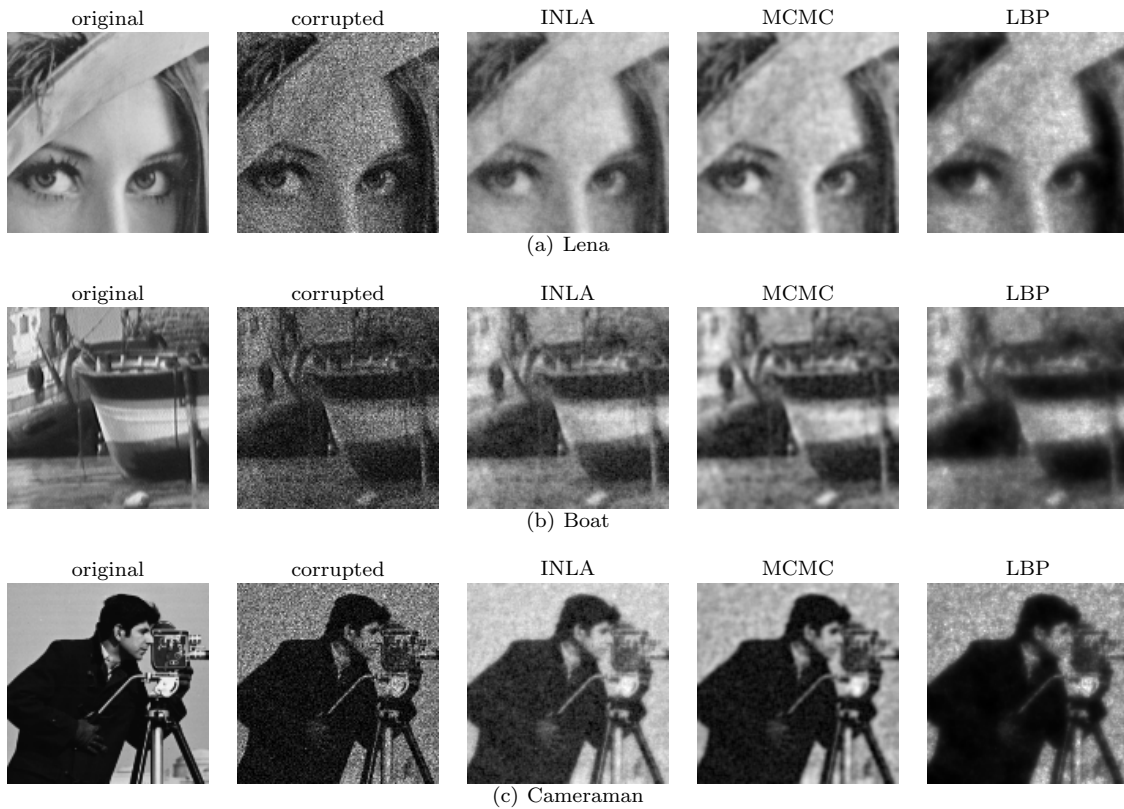 original corrupted INLA MCMC LBP
(a) Lena
original corrupted INLA MCMC LBP
(b) Boat
original corrupted INLA MCMC LBP
(c) Cameraman